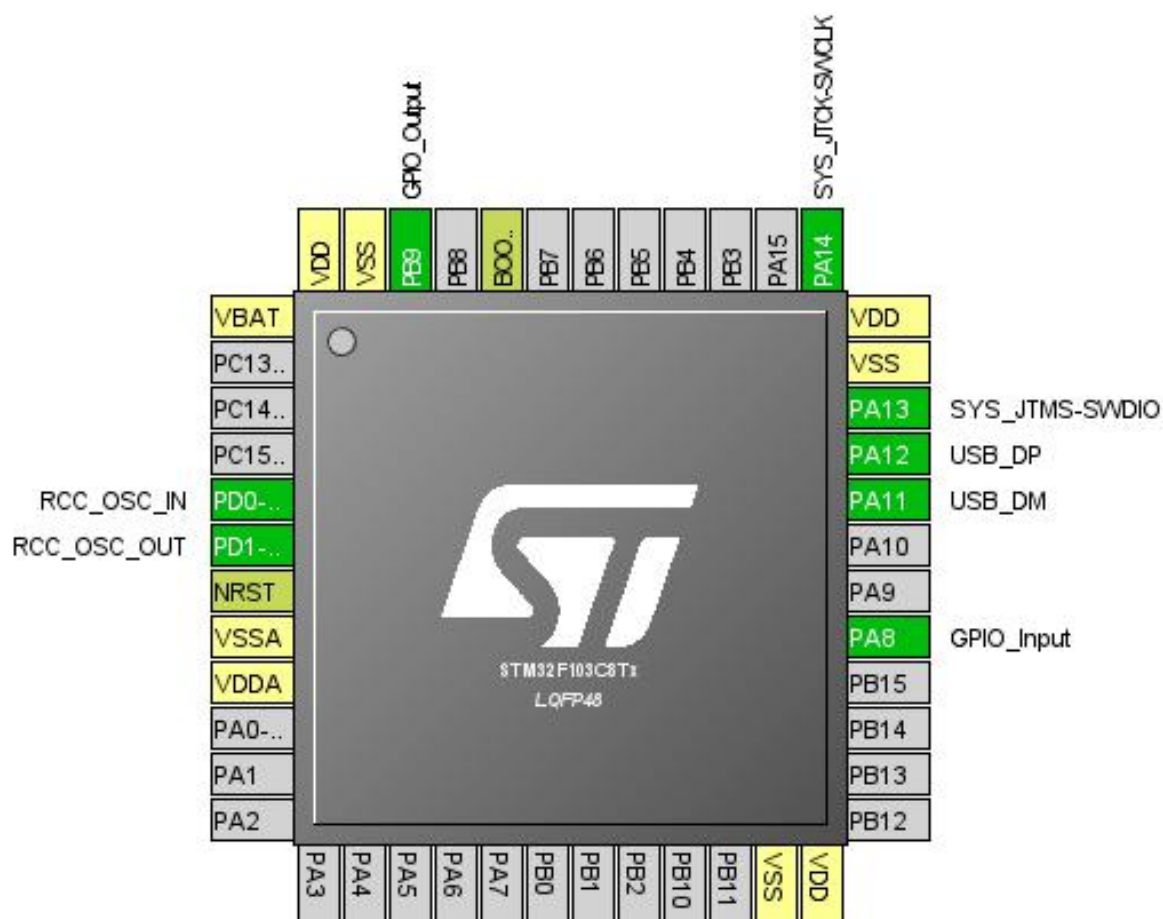 GPIO_Output
SYS_JTCK-SWCLK
VDD
VSS
PB9
PB8
BOO..
PB7
PB6
PB5
PB4
PB3
PA15
PA14
VBAT
PC13..
PC14..
PC15..
RCC_OSC_IN PD0-..
RCC_OSC_OUT PD1-..
NRST
VSSA
VDDA
PA0-..
PA1
PA2
VDD
VSS
PA13 SYS_JTMS-SWDIO
PA12 USB_DP
PA11 USB_DM
PA10
PA9
PA8 GPIO_Input
PB15
PB14
PB13
PB12
ST
STM32F103C8Tx
LQFP48
PA3
PA4
PA5
PA6
PA7
PB0
PB1
PB2
PB10
PB11
VSS
VDD